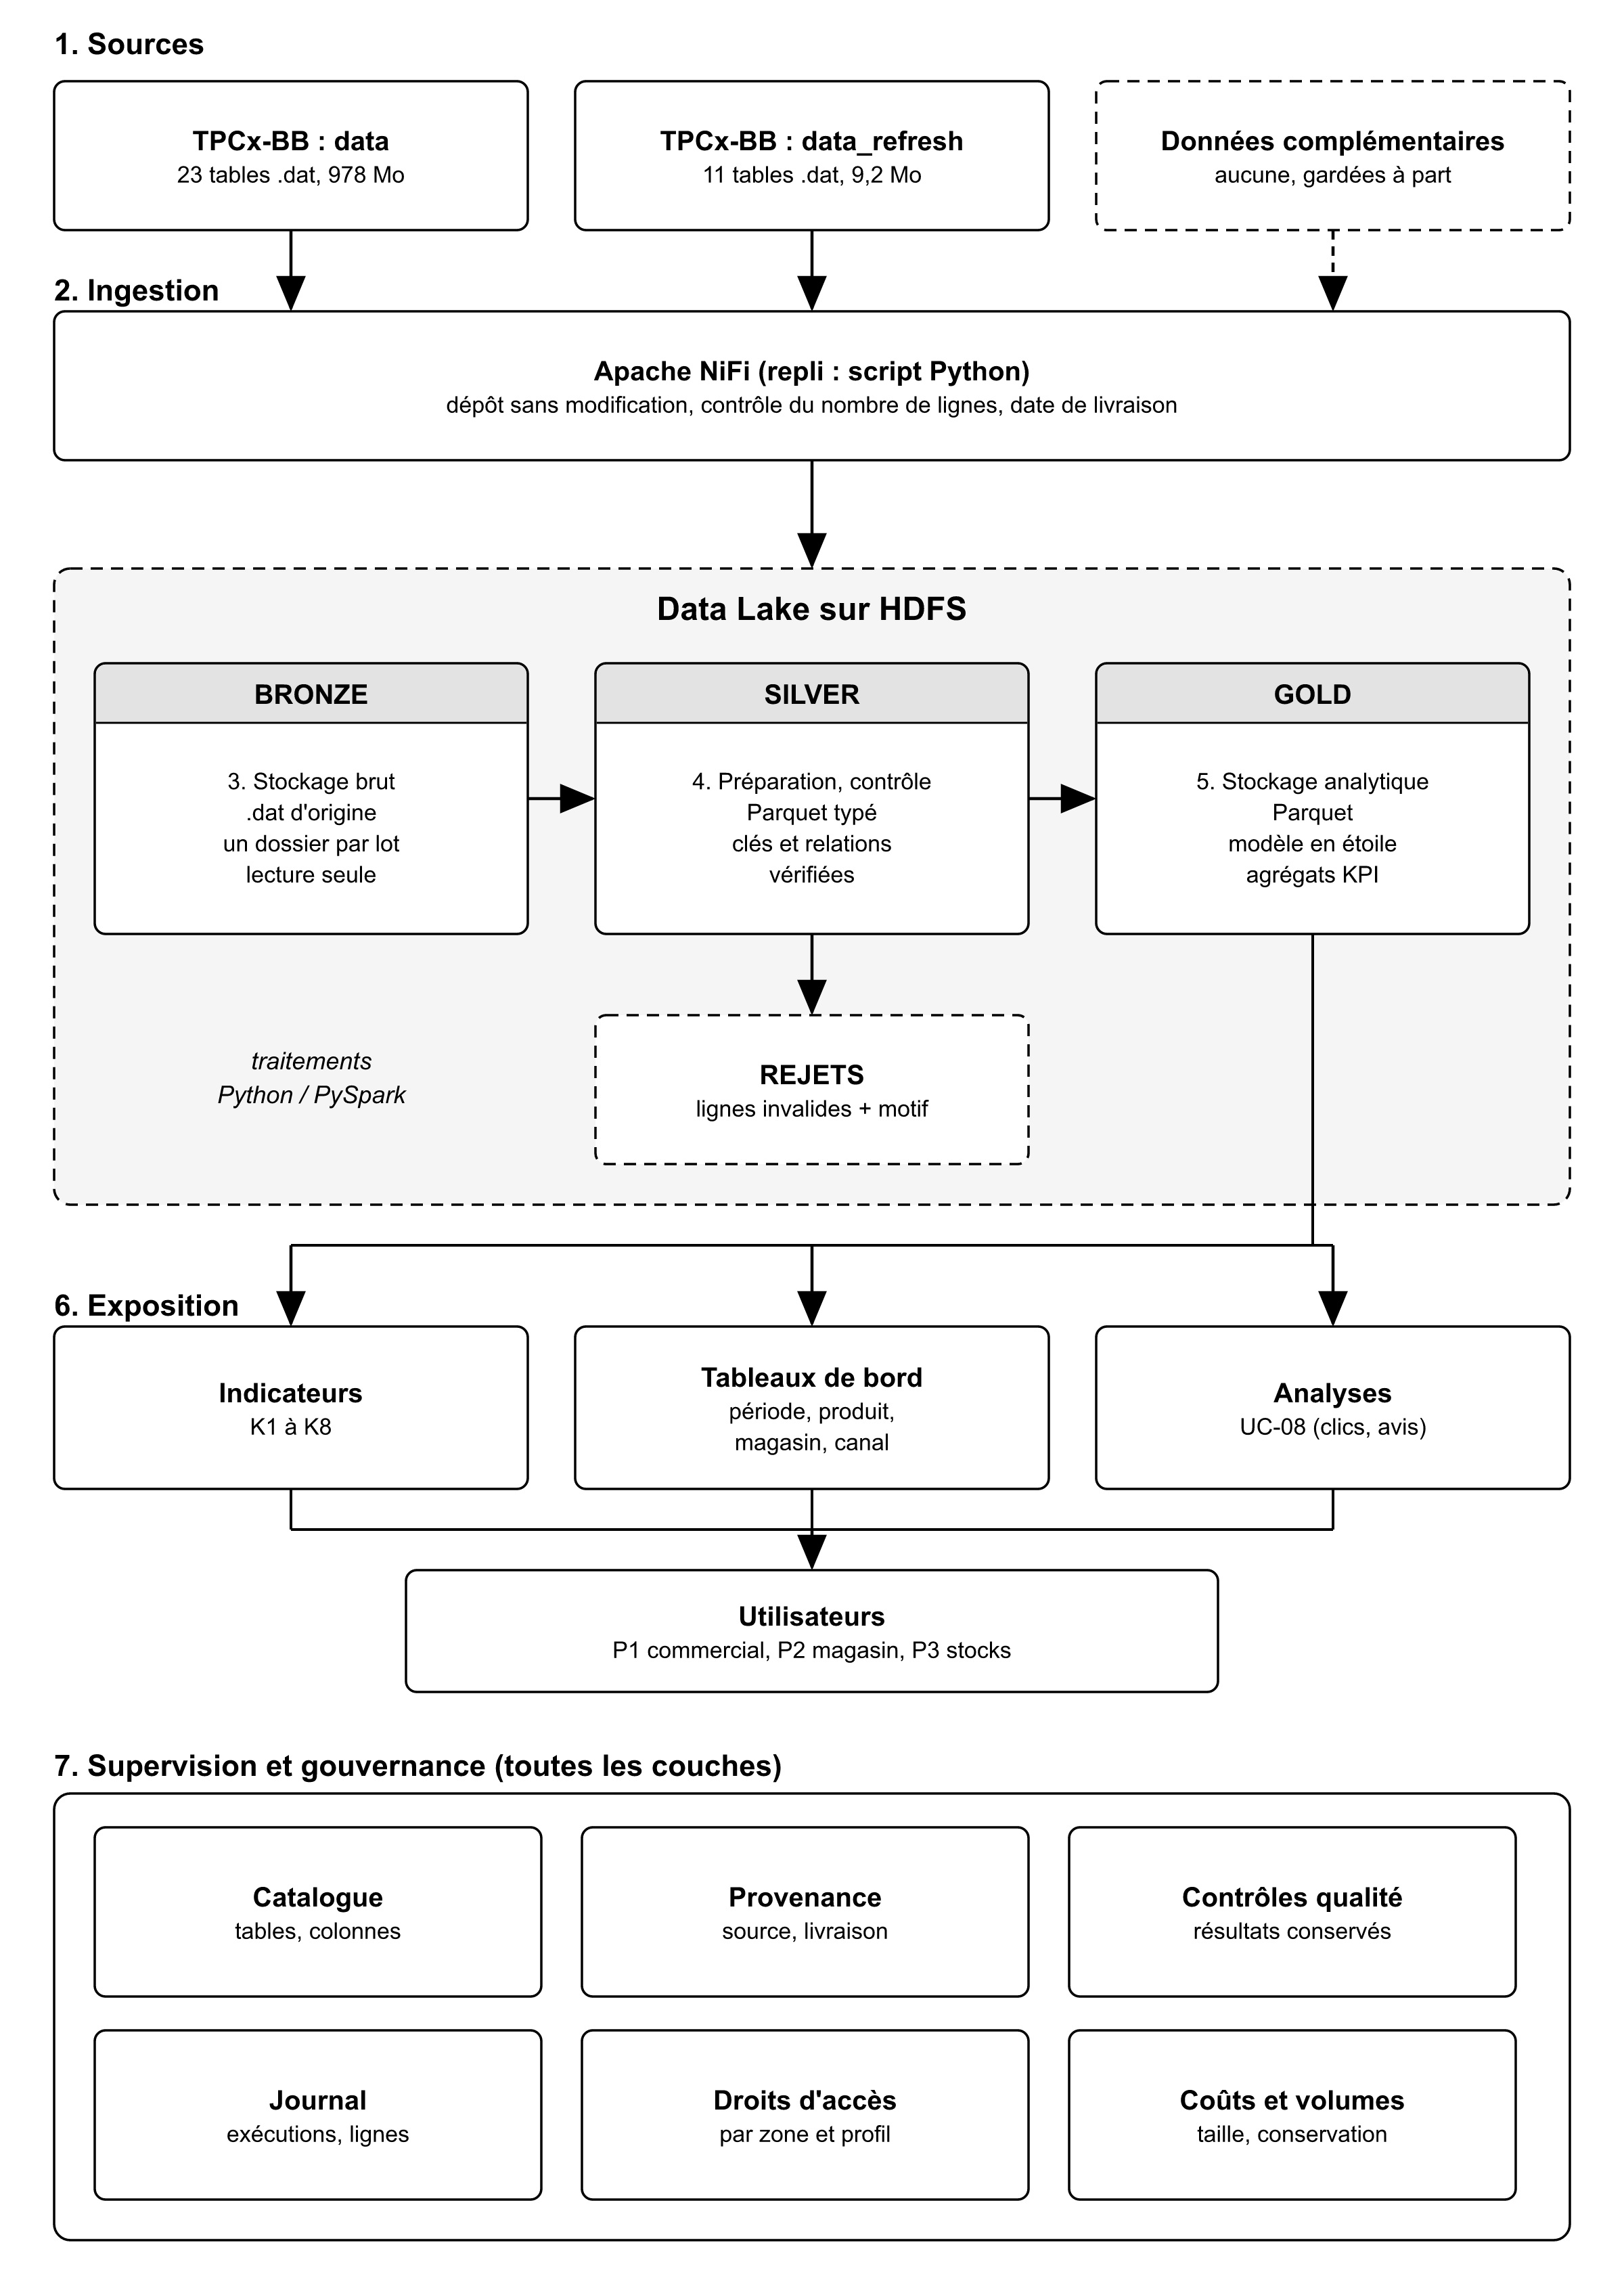 1. Sources
TPCx-BB : data
23 tables .dat, 978 Mo
TPCx-BB : data_refresh
11 tables .dat, 9,2 Mo
Données complémentaires
aucune, gardées à part
2. Ingestion
Apache NiFi (repli : script Python)
dépôt sans modification, contrôle du nombre de lignes, date de livraison
Data Lake sur HDFS
BRONZE
3. Stockage brut
.dat d'origine
un dossier par lot
lecture seule
SILVER
4. Préparation, contrôle
Parquet typé
clés et relations
vérifiées
GOLD
5. Stockage analytique
Parquet
modèle en étoile
agrégats KPI
traitements
Python / PySpark
REJETS
lignes invalides + motif
6. Exposition
Indicateurs
K1 à K8
Tableaux de bord
période, produit,
magasin, canal
Analyses
UC-08 (clics, avis)
Utilisateurs
P1 commercial, P2 magasin, P3 stocks
7. Supervision et gouvernance (toutes les couches)
Catalogue
tables, colonnes
Provenance
source, livraison
Contrôles qualité
résultats conservés
Journal
exécutions, lignes
Droits d'accès
par zone et profil
Coûts et volumes
taille, conservation